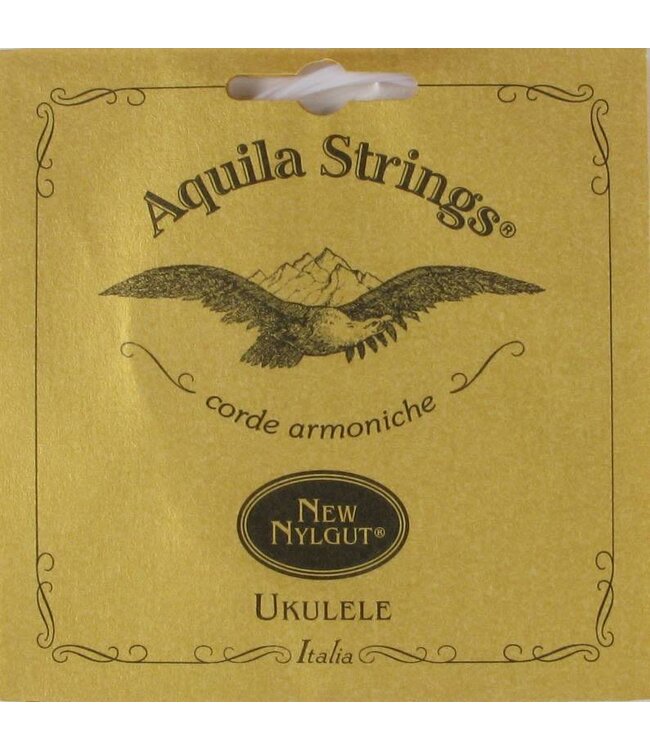 Aquila Strings®
corde armoniche
NEW
NYLGUT®
UKULELE
Italia